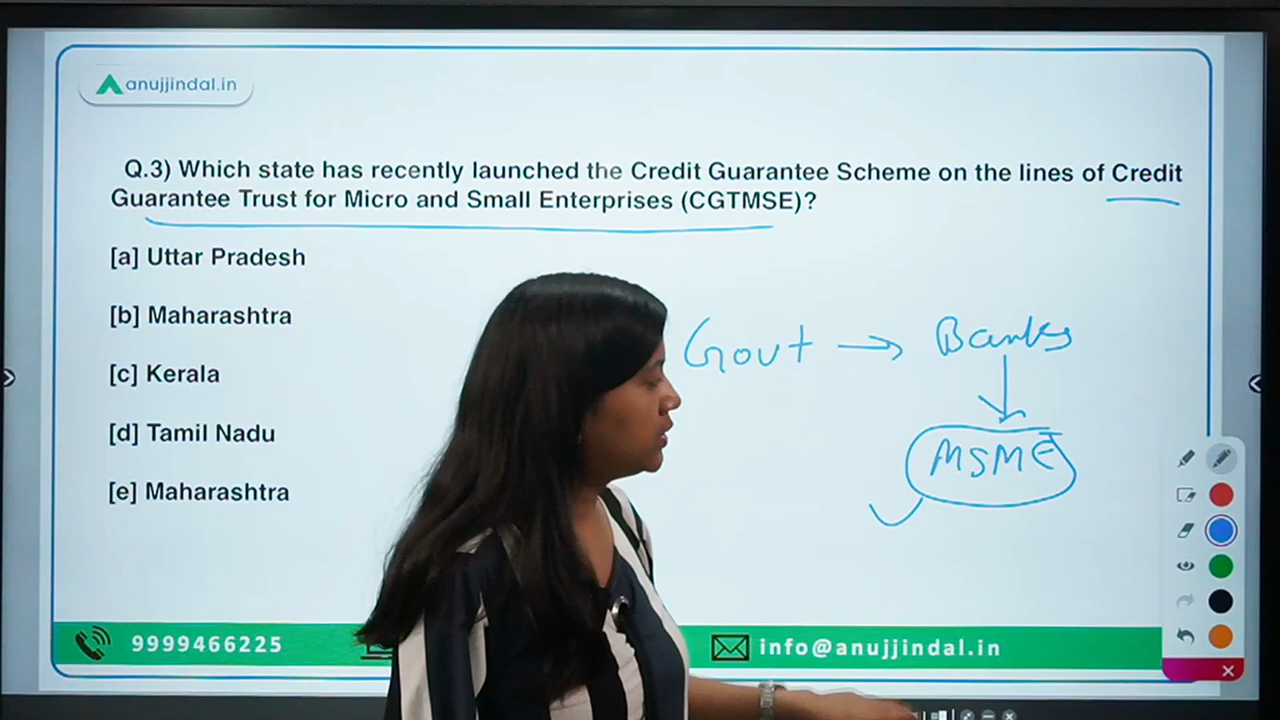 anujjindal.in
Q.3) Which state has recently launched the Credit Guarantee Scheme on the lines of Credit
Guarantee Trust for Micro and Small Enterprises (CGTMSE)?
[a] Uttar Pradesh
[b] Maharashtra
[c] Kerala
[d] Tamil Nadu
[e] Maharashtra
Govt → Banks
MSME
9999466225
info@anujjindal.in